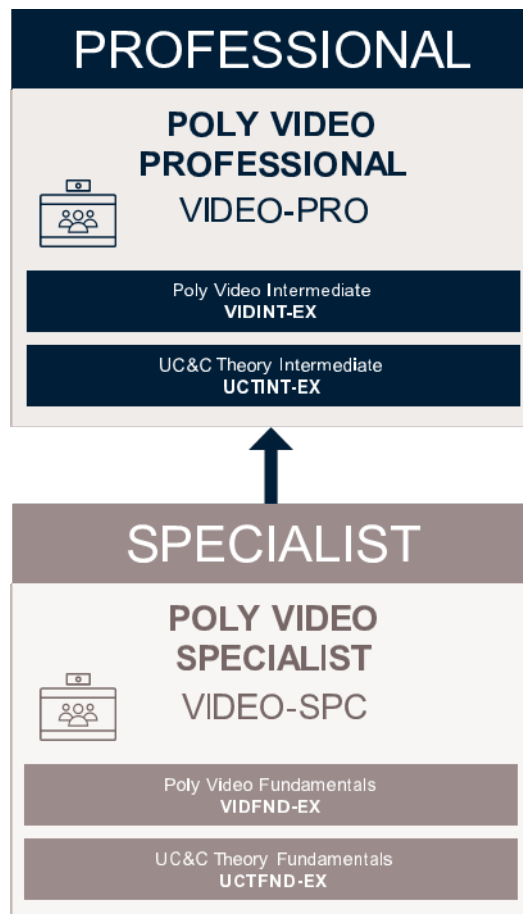 PROFESSIONAL
POLY VIDEO
PROFESSIONAL
VIDEO-PRO
Poly Video Intermediate
VIDINT-EX
UC&C Theory Intermediate
UCTINT-EX
SPECIALIST
POLY VIDEO
SPECIALIST
VIDEO-SPC
Poly Video Fundamentals
VIDFND-EX
UC&C Theory Fundamentals
UCTFND-EX